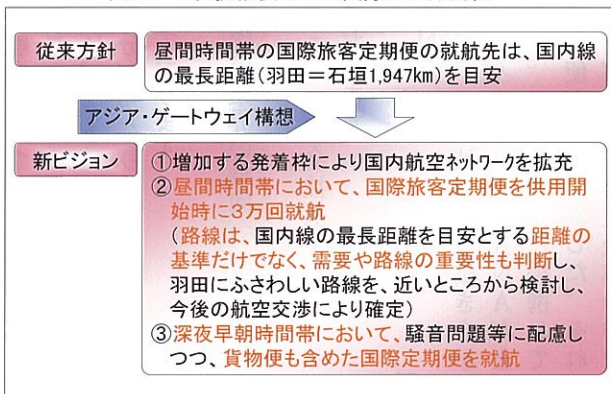 従来方針
昼間時間帯の国際旅客定期便の就航先は、国内線
の最長距離(羽田=石垣1,947km)を目安
アジア・ゲートウェイ構想
新ビジョン
①増加する発着枠により国内航空ネットワークを拡充
②昼間時間帯において、国際旅客定期便を供用開
始時に3万回就航
(路線は、国内線の最長距離を目安とする距離の
基準だけでなく、需要や路線の重要性も判断し、
羽田にふさわしい路線を、近いところから検討し、
今後の航空交渉により確定)
③深夜早朝時間帯において、騒音問題等に配慮し
つつ、貨物便も含めた国際定期便を就航